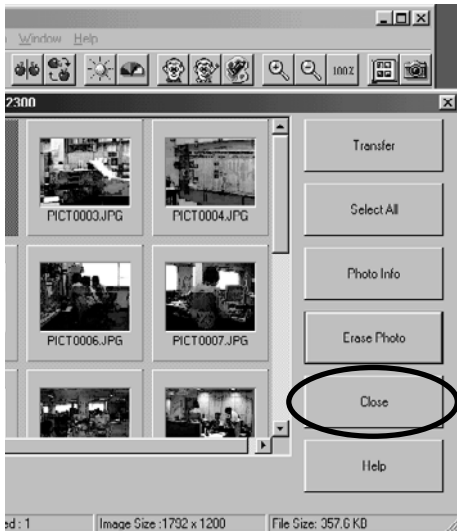 Window Help
100%
2300
Transfer
PICT0003.JPG PICT0004.JPG
Select All
Photo Info
PICT0006.JPG PICT0007.JPG
Erase Photo
Close
Help
ed : 1 Image Size :1792 x 1200 File Size: 357.6 KB